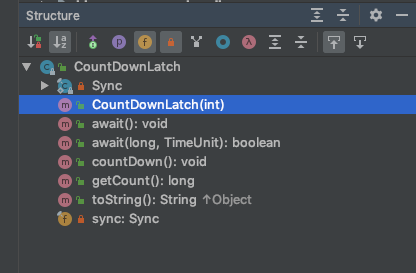 Structure
CountDownLatch
Sync
CountDownLatch(int)
await(): void
await(long, TimeUnit): boolean
countDown(): void
getCount(): long
toString(): String ↑Object
sync: Sync